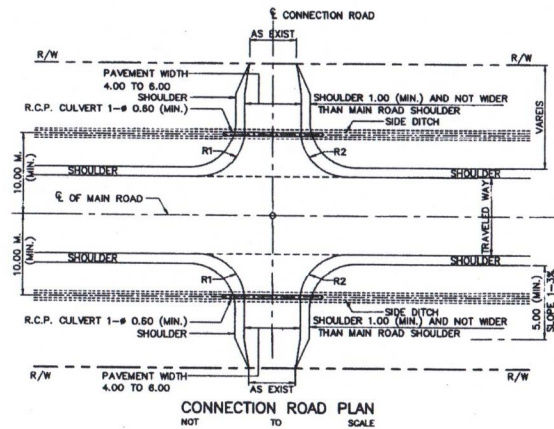 ℄ CONNECTION ROAD
AS EXIST
R/W
R/W
PAVEMENT WIDTH
4.00 TO 6.00
SHOULDER
R.C.P. CULVERT 1-ø 0.60 (MIN.)
SHOULDER 1.00 (MIN.) AND NOT WIDER
THAN MAIN ROAD SHOULDER
SIDE DITCH
VAREIS
R1
R2
10.00 M.
(MIN.)
SHOULDER
SHOULDER
℄ OF MAIN ROAD
TRAVELED WAY
10.00 M.
(MIN.)
SHOULDER
SHOULDER
R1
R2
SIDE DITCH
R.C.P. CULVERT 1-ø 0.60 (MIN.)
SHOULDER
SHOULDER 1.00 (MIN.) AND NOT WIDER
THAN MAIN ROAD SHOULDER
5.00 (MIN.)
SLOPE 1-3%
R/W
R/W
PAVEMENT WIDTH
4.00 TO 6.00
AS EXIST
CONNECTION ROAD PLAN
NOT TO SCALE